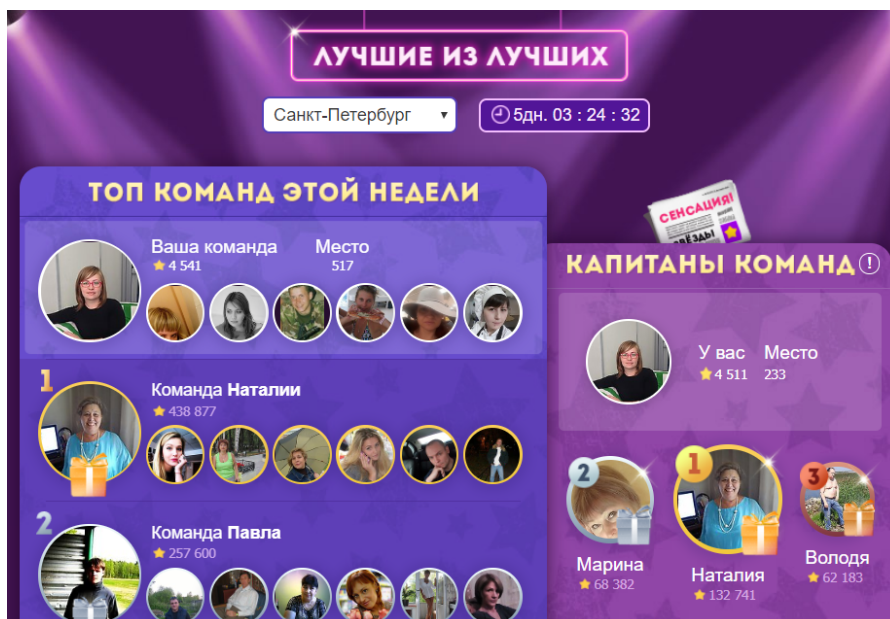 ЛУЧШИЕ ИЗ ЛУЧШИХ
Санкт-Петербург
5дн. 03 : 24 : 32
ТОП КОМАНД ЭТОЙ НЕДЕЛИ
Ваша команда Место
4 541 517
1
Команда Наталии
438 877
2
Команда Павла
257 600
СЕНСАЦИЯ!
ЗВЁЗДЫ
КАПИТАНЫ КОМАНД
У вас Место
4 511 233
2
Марина
68 382
1
Наталия
132 741
3
Володя
62 183